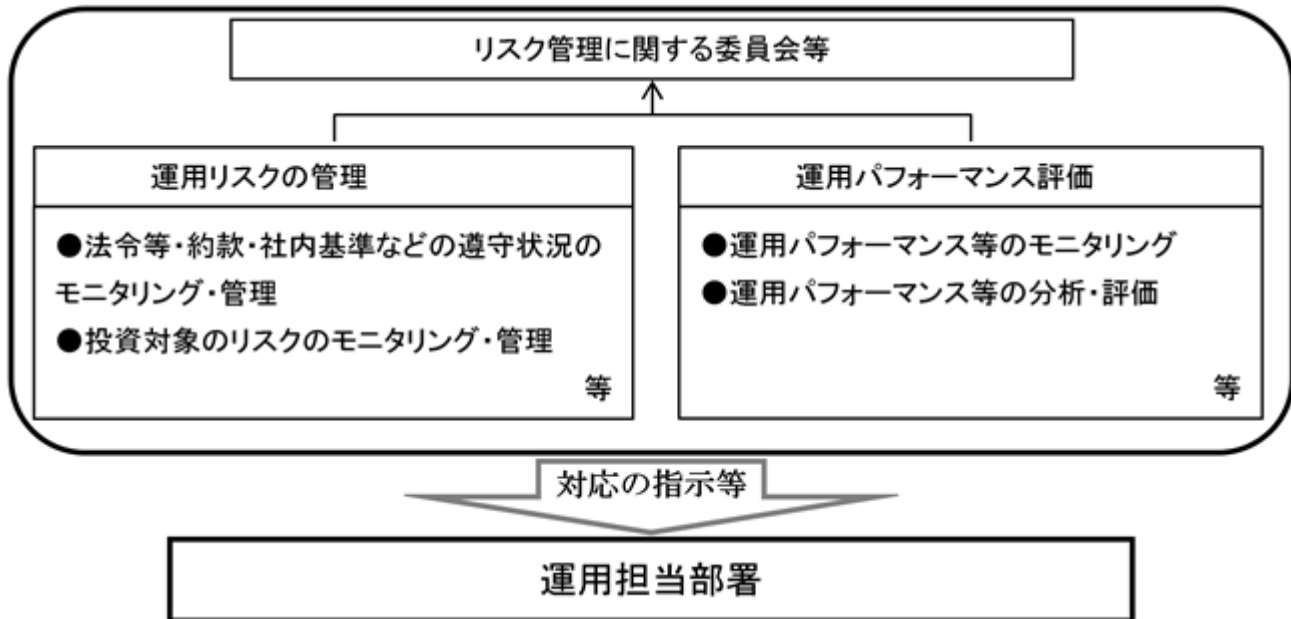 リスク管理に関する委員会等
運用リスクの管理
●法令等・約款・社内基準などの遵守状況の
モニタリング・管理
●投資対象のリスクのモニタリング・管理
等
運用パフォーマンス評価
●運用パフォーマンス等のモニタリング
●運用パフォーマンス等の分析・評価
等
対応の指示等
運用担当部署